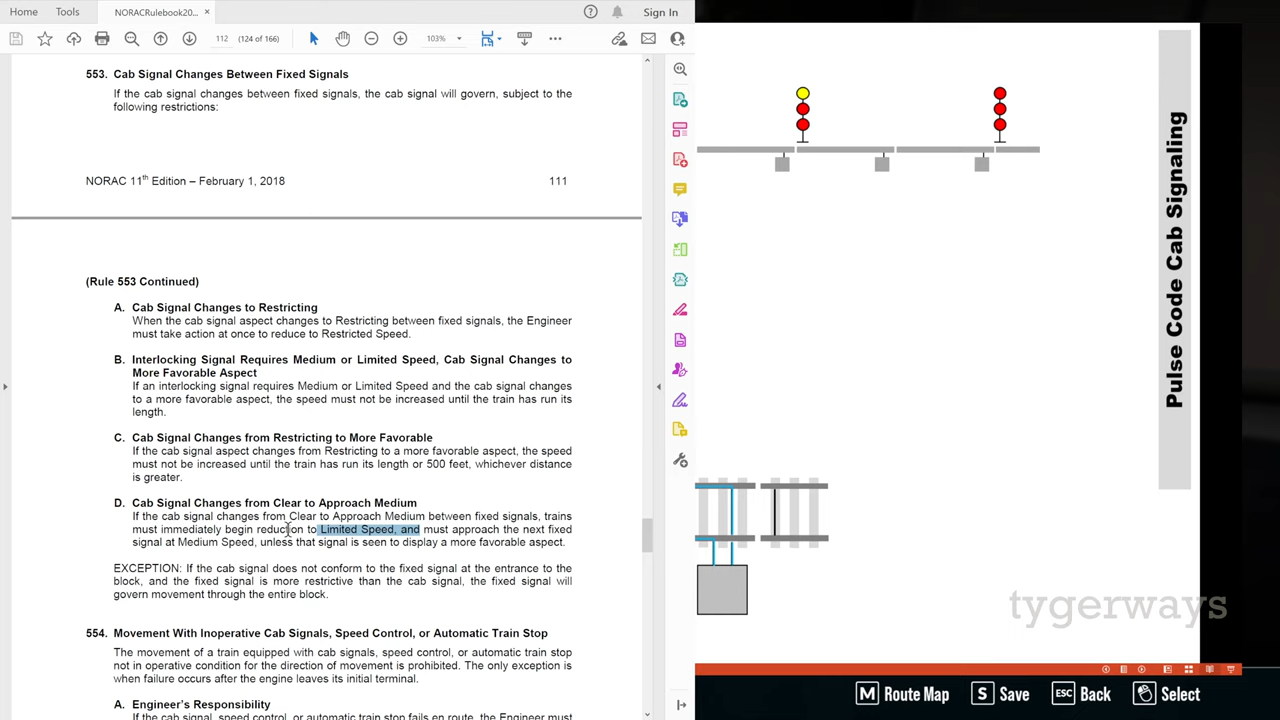 Home Tools NORACRulebook20... × Sign In
112 (124 of 166) 103%
553. Cab Signal Changes Between Fixed Signals
If the cab signal changes between fixed signals, the cab signal will govern, subject to the
following restrictions:
NORAC 11th Edition – February 1, 2018 111
(Rule 553 Continued)
A. Cab Signal Changes to Restricting
When the cab signal aspect changes to Restricting between fixed signals, the Engineer
must take action at once to reduce to Restricted Speed.
B. Interlocking Signal Requires Medium or Limited Speed, Cab Signal Changes to
More Favorable Aspect
If an interlocking signal requires Medium or Limited Speed and the cab signal changes
to a more favorable aspect, the speed must not be increased until the train has run its
length.
C. Cab Signal Changes from Restricting to More Favorable
If the cab signal aspect changes from Restricting to a more favorable aspect, the speed
must not be increased until the train has run its length or 500 feet, whichever distance
is greater.
D. Cab Signal Changes from Clear to Approach Medium
If the cab signal changes from Clear to Approach Medium between fixed signals, trains
must immediately begin reduction to Limited Speed, and must approach the next fixed
signal at Medium Speed, unless that signal is seen to display a more favorable aspect.
EXCEPTION: If the cab signal does not conform to the fixed signal at the entrance to the
block, and the fixed signal is more restrictive than the cab signal, the fixed signal will
govern movement through the entire block.
554. Movement With Inoperative Cab Signals, Speed Control, or Automatic Train Stop
The movement of a train equipped with cab signals, speed control, or automatic train stop
not in operative condition for the direction of movement is prohibited. The only exception is
when failure occurs after the engine leaves its initial terminal.
A. Engineer's Responsibility
If the cab signal, speed control, or automatic train stop fails en route, the Engineer must
Pulse Code Cab Signaling
tygerways
M Route Map S Save ESC Back Select